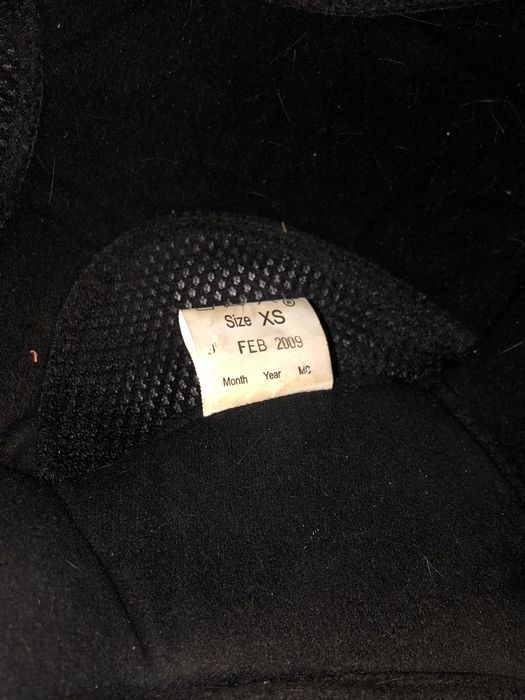 ®
Size XS
FEB 2009
Month Year MC